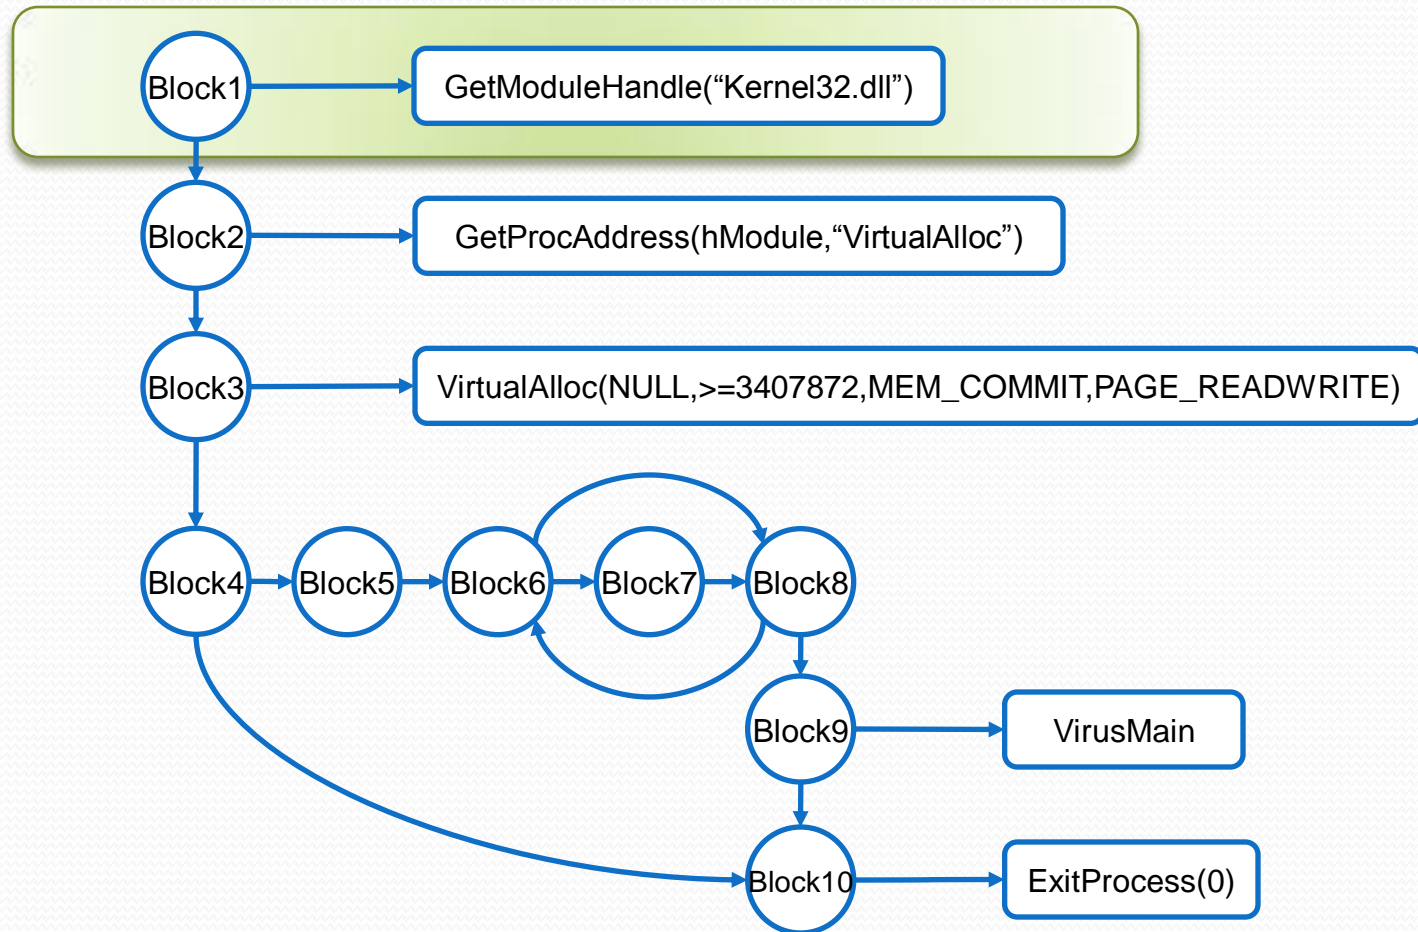 Block1
GetModuleHandle(“Kernel32.dll”)
Block2
GetProcAddress(hModule,“VirtualAlloc”)
Block3
VirtualAlloc(NULL,>=3407872,MEM_COMMIT,PAGE_READWRITE)
Block4
Block5
Block6
Block7
Block8
Block9
VirusMain
Block10
ExitProcess(0)